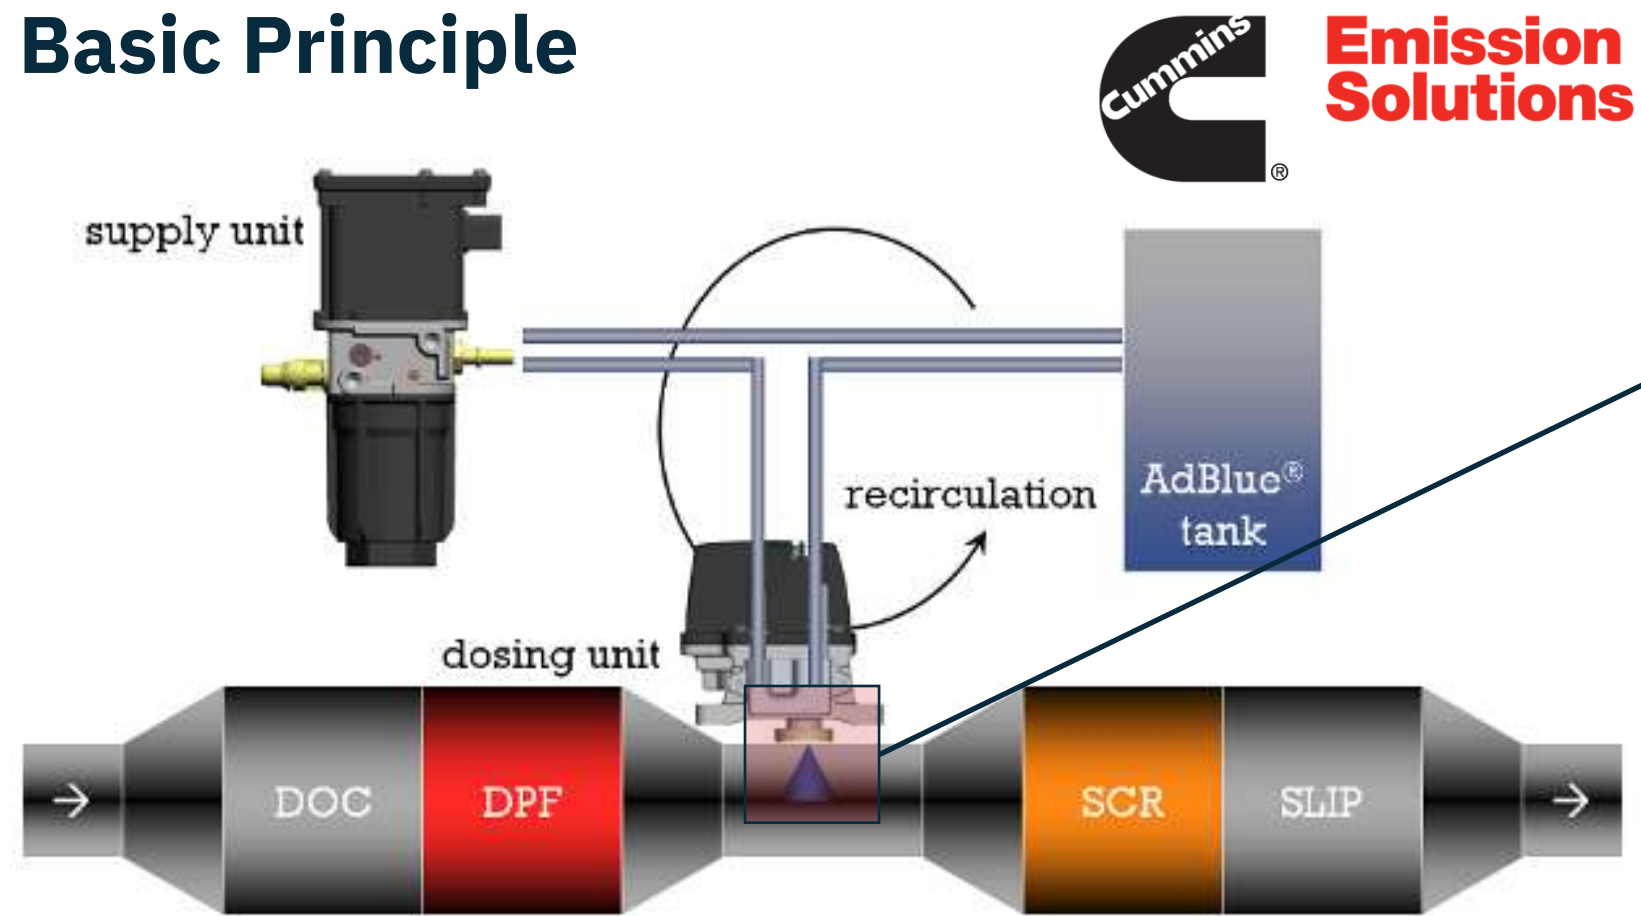 Basic Principle
Cummins
®
Emission
Solutions
supply unit
AdBlue®
tank
recirculation
dosing unit
DOC
DPF
SCR
SLIP